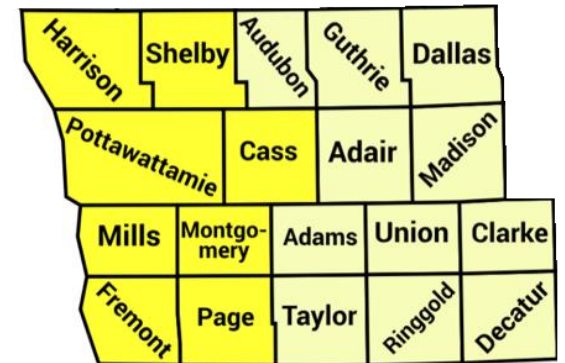 Harrison
Shelby
Audubon
Guthrie
Dallas
Pottawattamie
Cass
Adair
Madison
Mills
Montgo-
mery
Adams
Union
Clarke
Fremont
Page
Taylor
Ringgold
Decatur